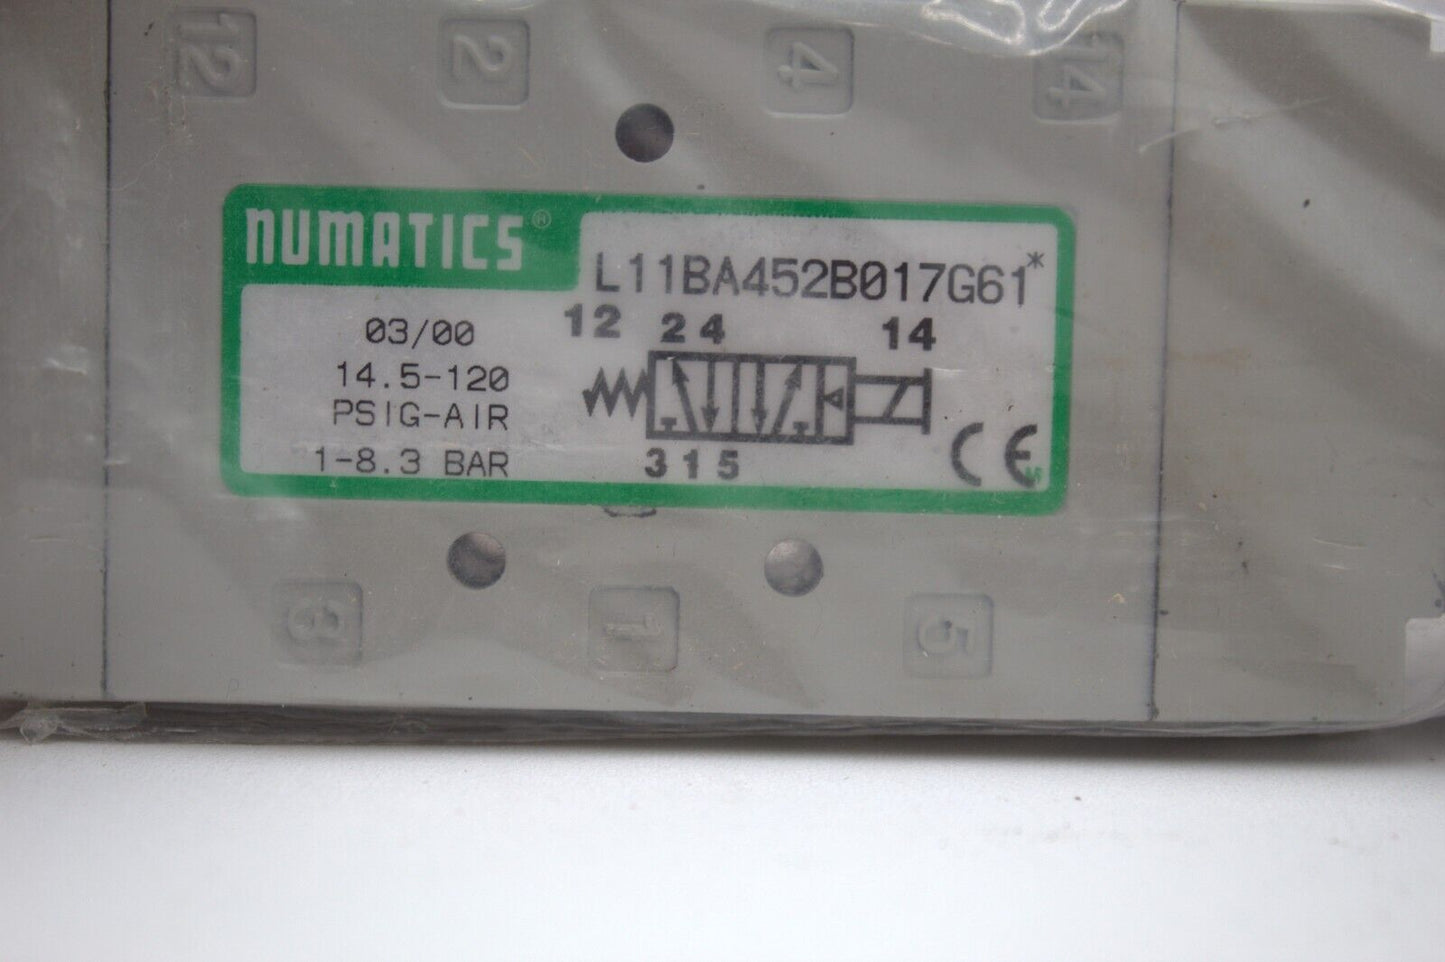 12 2 4 14
NUMATICS®
L11BA452B017G61*
03/00
14.5-120
PSIG-AIR
1-8.3 BAR
12 2 4 14
3 1 5
CE
3 1 5